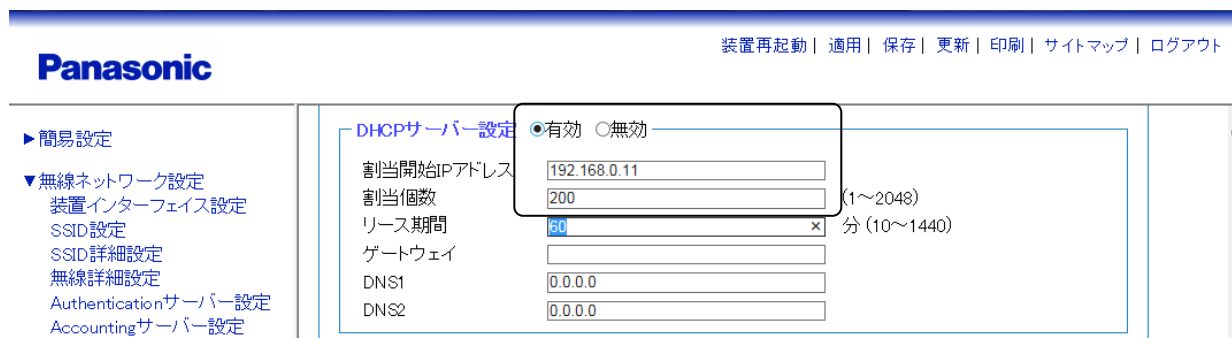 装置再起動| 適用| 保存| 更新| 印刷| サイトマップ| ログアウト
Panasonic
►簡易設定
▼無線ネットワーク設定
装置インターフェイス設定
SSID設定
SSID詳細設定
無線詳細設定
Authenticationサーバー設定
Accountingサーバー設定
DHCPサーバー設定 有効 無効
割当開始IPアドレス 192.168.0.11
割当個数 200 (1～2048)
リース期間 60 × 分(10～1440)
ゲートウェイ
DNS1 0.0.0.0
DNS2 0.0.0.0